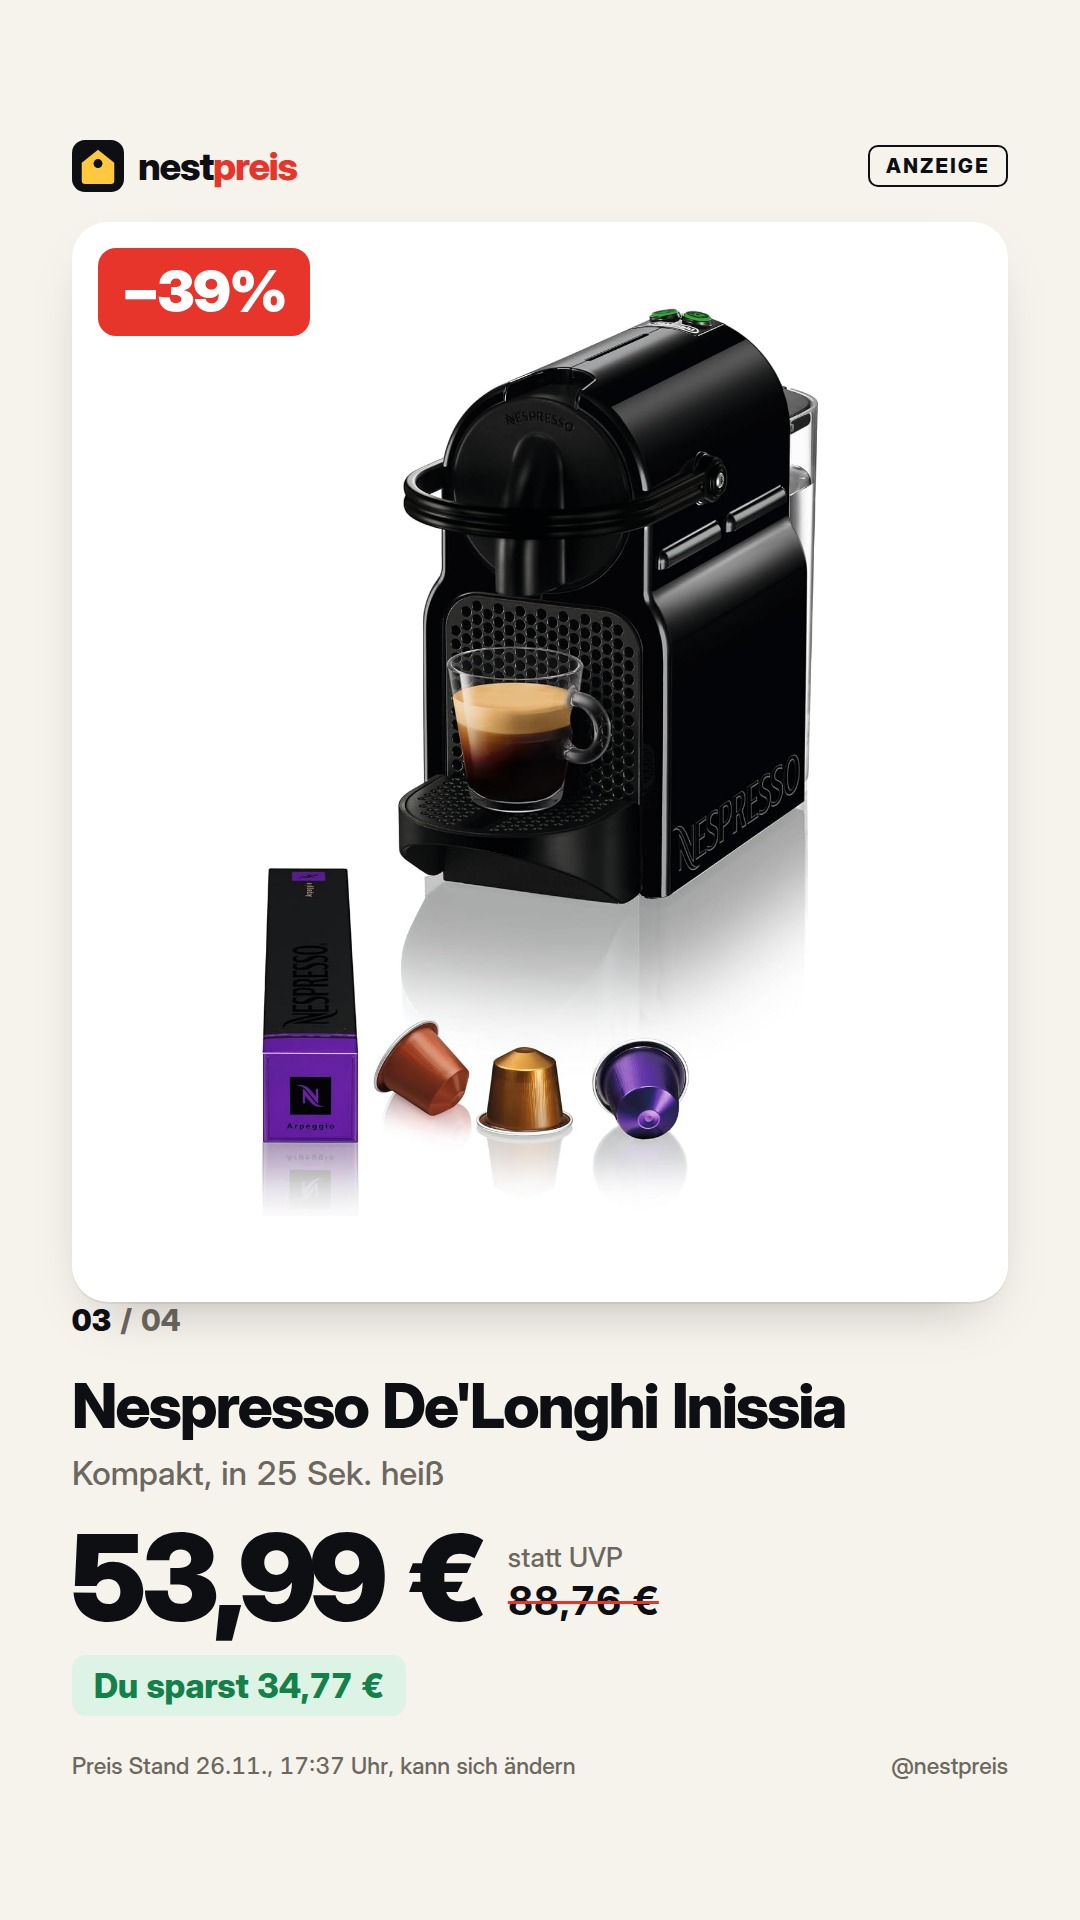 nestpreis
ANZEIGE
–39%
NESPRESSO
NESPRESSO
NESPRESSO
N
Arpeggio
03 / 04
Nespresso De'Longhi Inissia
Kompakt, in 25 Sek. heiß
53,99 €
statt UVP
88,76 €
Du sparst 34,77 €
Preis Stand 26.11., 17:37 Uhr, kann sich ändern
@nestpreis